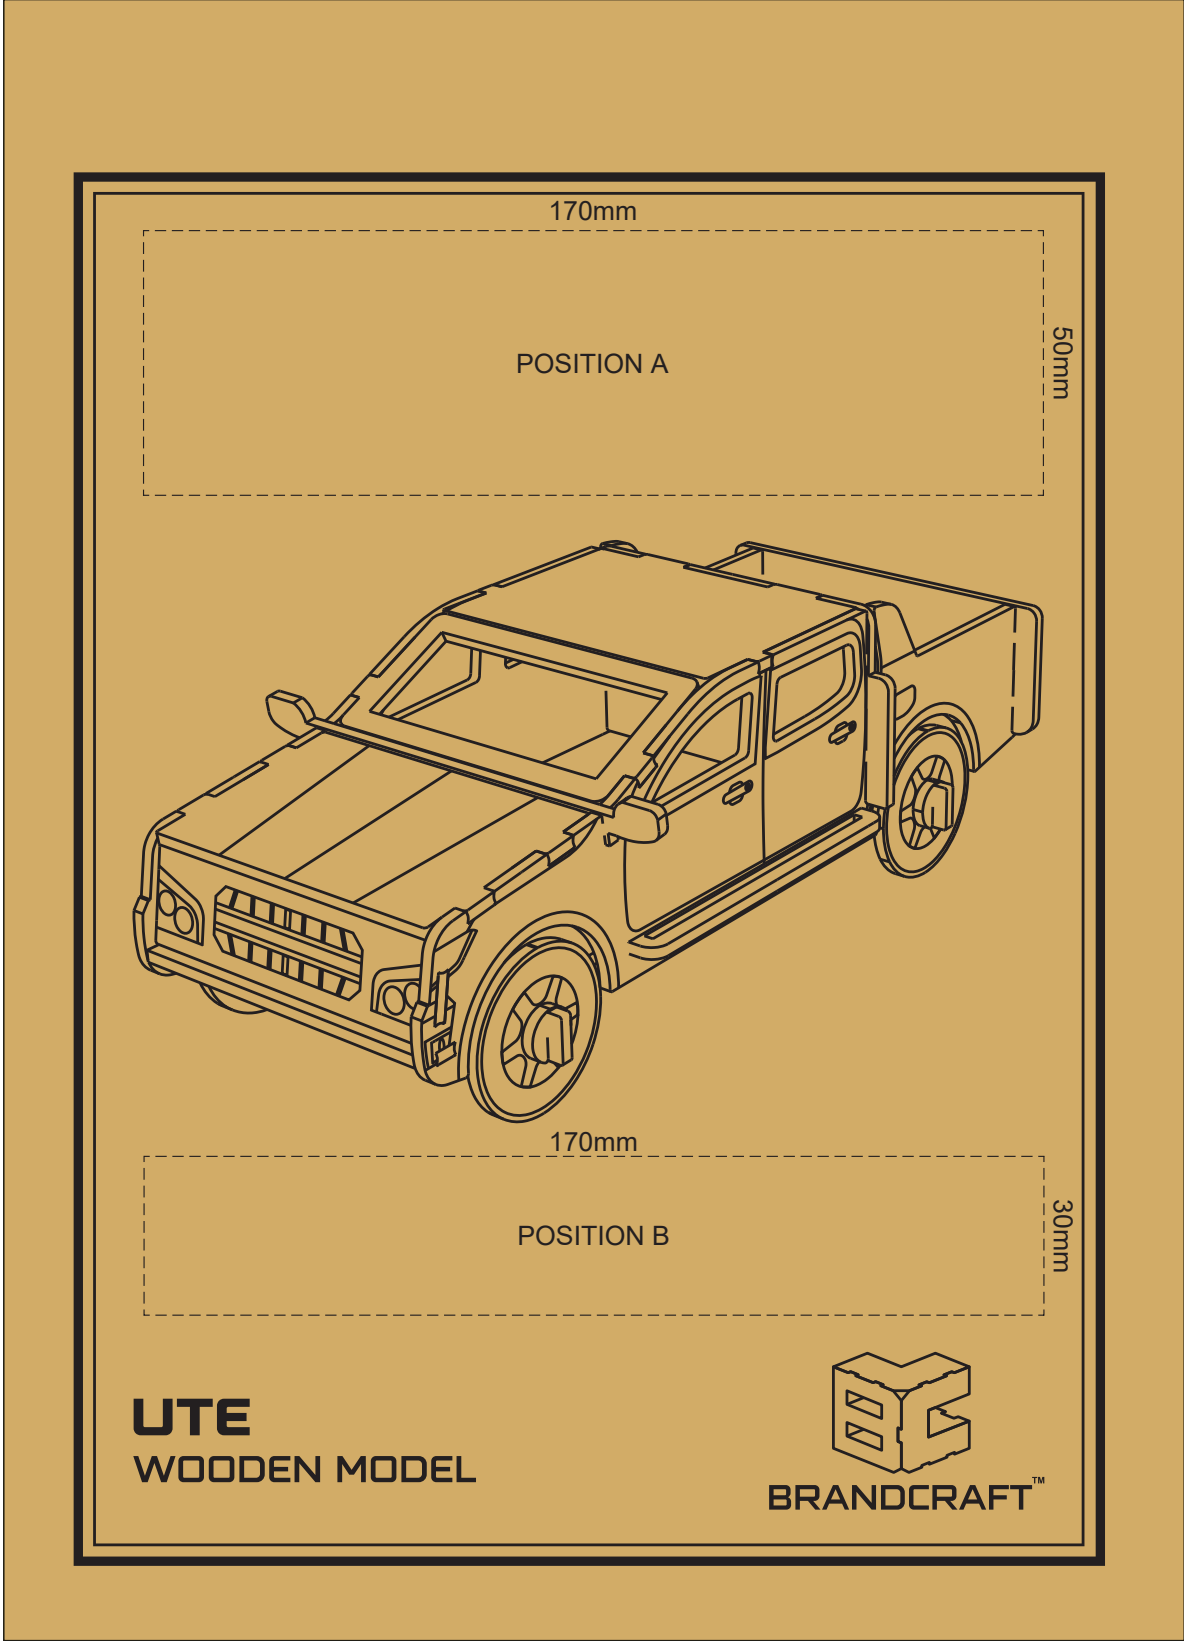 170mm
50mm
POSITION A
170mm
30mm
POSITION B
UTE
WOODEN MODEL
BRANDCRAFT™